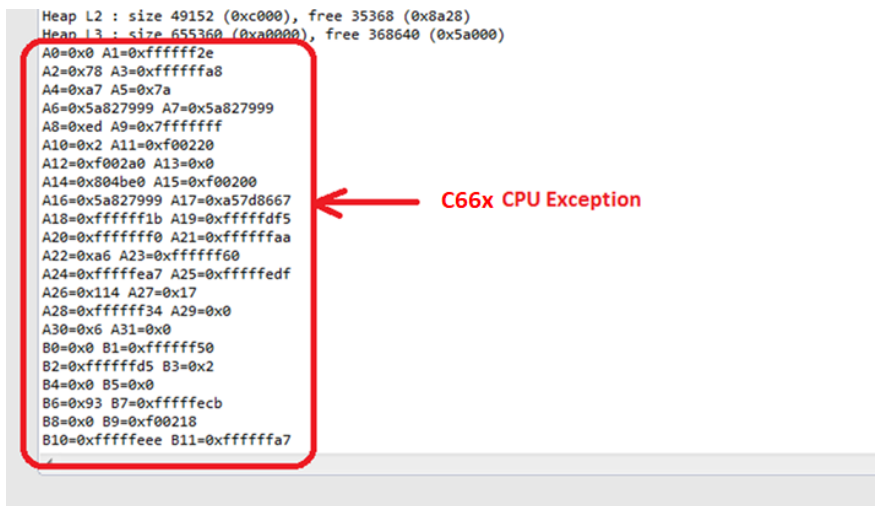 Heap L2 : size 49152 (0xc000), free 35368 (0x8a28)
Heap L3 : size 655360 (0xa0000), free 368640 (0x5a000)
A0=0x0 A1=0xffffff2e
A2=0x78 A3=0xffffffa8
A4=0xa7 A5=0x7a
A6=0x5a827999 A7=0x5a827999
A8=0xed A9=0x7fffffff
A10=0x2 A11=0xf00220
A12=0xf002a0 A13=0x0
A14=0x804be0 A15=0xf00200
A16=0x5a827999 A17=0xa57d8667
C66x CPU Exception
A18=0xffffff1b A19=0xfffffdf5
A20=0xfffffff0 A21=0xffffffaa
A22=0xa6 A23=0xffffff60
A24=0xfffffea7 A25=0xfffffedf
A26=0x114 A27=0x17
A28=0xffffff34 A29=0x0
A30=0x6 A31=0x0
B0=0x0 B1=0xffffff50
B2=0xffffffd5 B3=0x2
B4=0x0 B5=0x0
B6=0x93 B7=0xfffffecb
B8=0x0 B9=0xf00218
B10=0xfffffeee B11=0xffffffa7